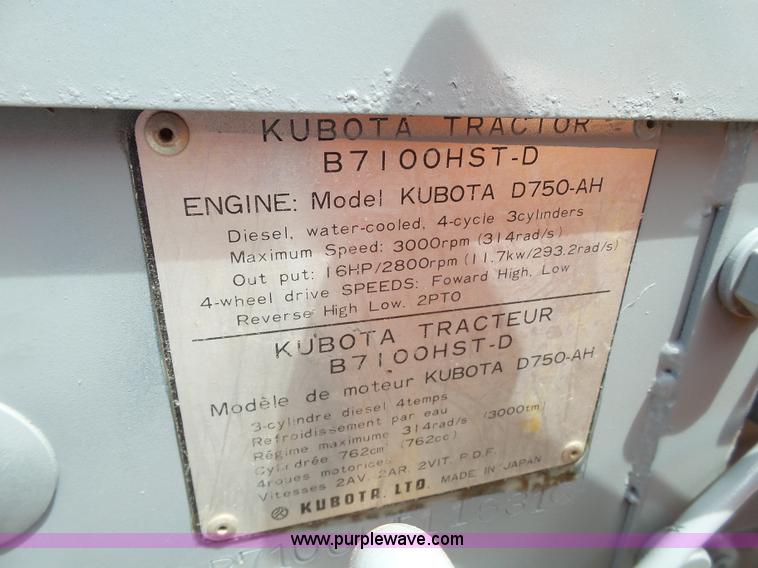 KUBOTA TRACTOR
B7100HST-D
ENGINE: Model KUBOTA D750-AH
Diesel, water-cooled, 4-cycle 3cylinders
Maximum Speed: 3000rpm (314rad/s)
Out put: 16HP/2800rpm (11.7kw/293.2rad/s)
4-wheel drive SPEEDS: Foward High, Low
Reverse High Low. 2PTO
KUBOTA TRACTEUR
B7100HST-D
Modèle de moteur KUBOTA D750-AH
3-cylindre diesel 4temps
Refroidissement par eau
Régime maximume 314rad/s (3000tm)
Cylindrée 762cm³ (762cc)
4roues motorices
Vitesses 2AV. 2AR. 2VIT. P.D.F.
KUBOTA, LTD. MADE IN JAPAN
www.purplewave.com